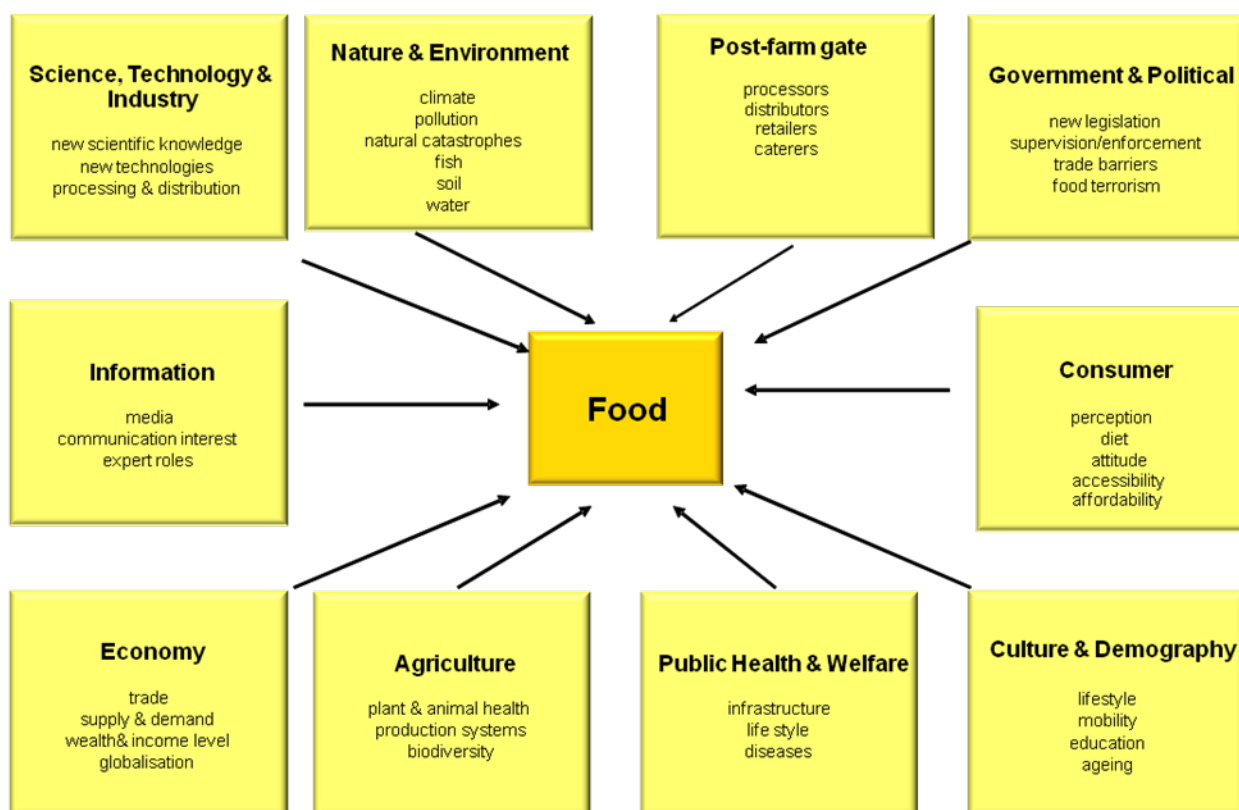 Science, Technology &
Industry
new scientific knowledge
new technologies
processing & distribution
Nature & Environment
climate
pollution
natural catastrophes
fish
soil
water
Post-farm gate
processors
distributors
retailers
caterers
Government & Political
new legislation
supervision/enforcement
trade barriers
food terrorism
Information
media
communication interest
expert roles
Food
Consumer
perception
diet
attitude
accessibility
affordability
Economy
trade
supply & demand
wealth& income level
globalisation
Agriculture
plant & animal health
production systems
biodiversity
Public Health & Welfare
infrastructure
life style
diseases
Culture & Demography
lifestyle
mobility
education
ageing